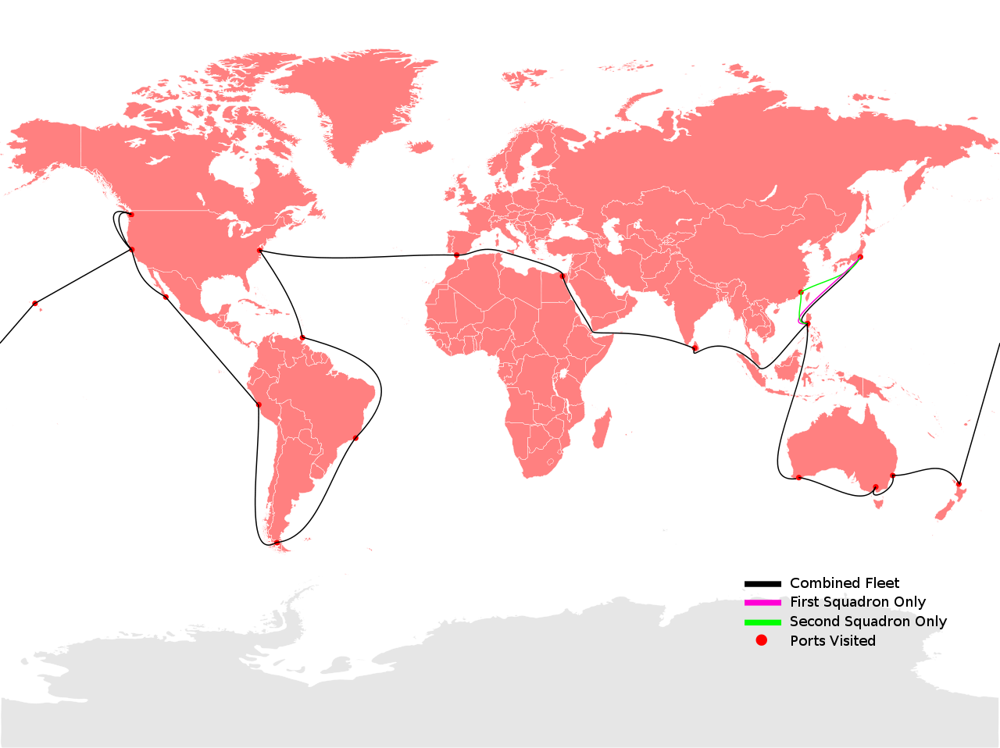 Combined Fleet
First Squadron Only
Second Squadron Only
Ports Visited